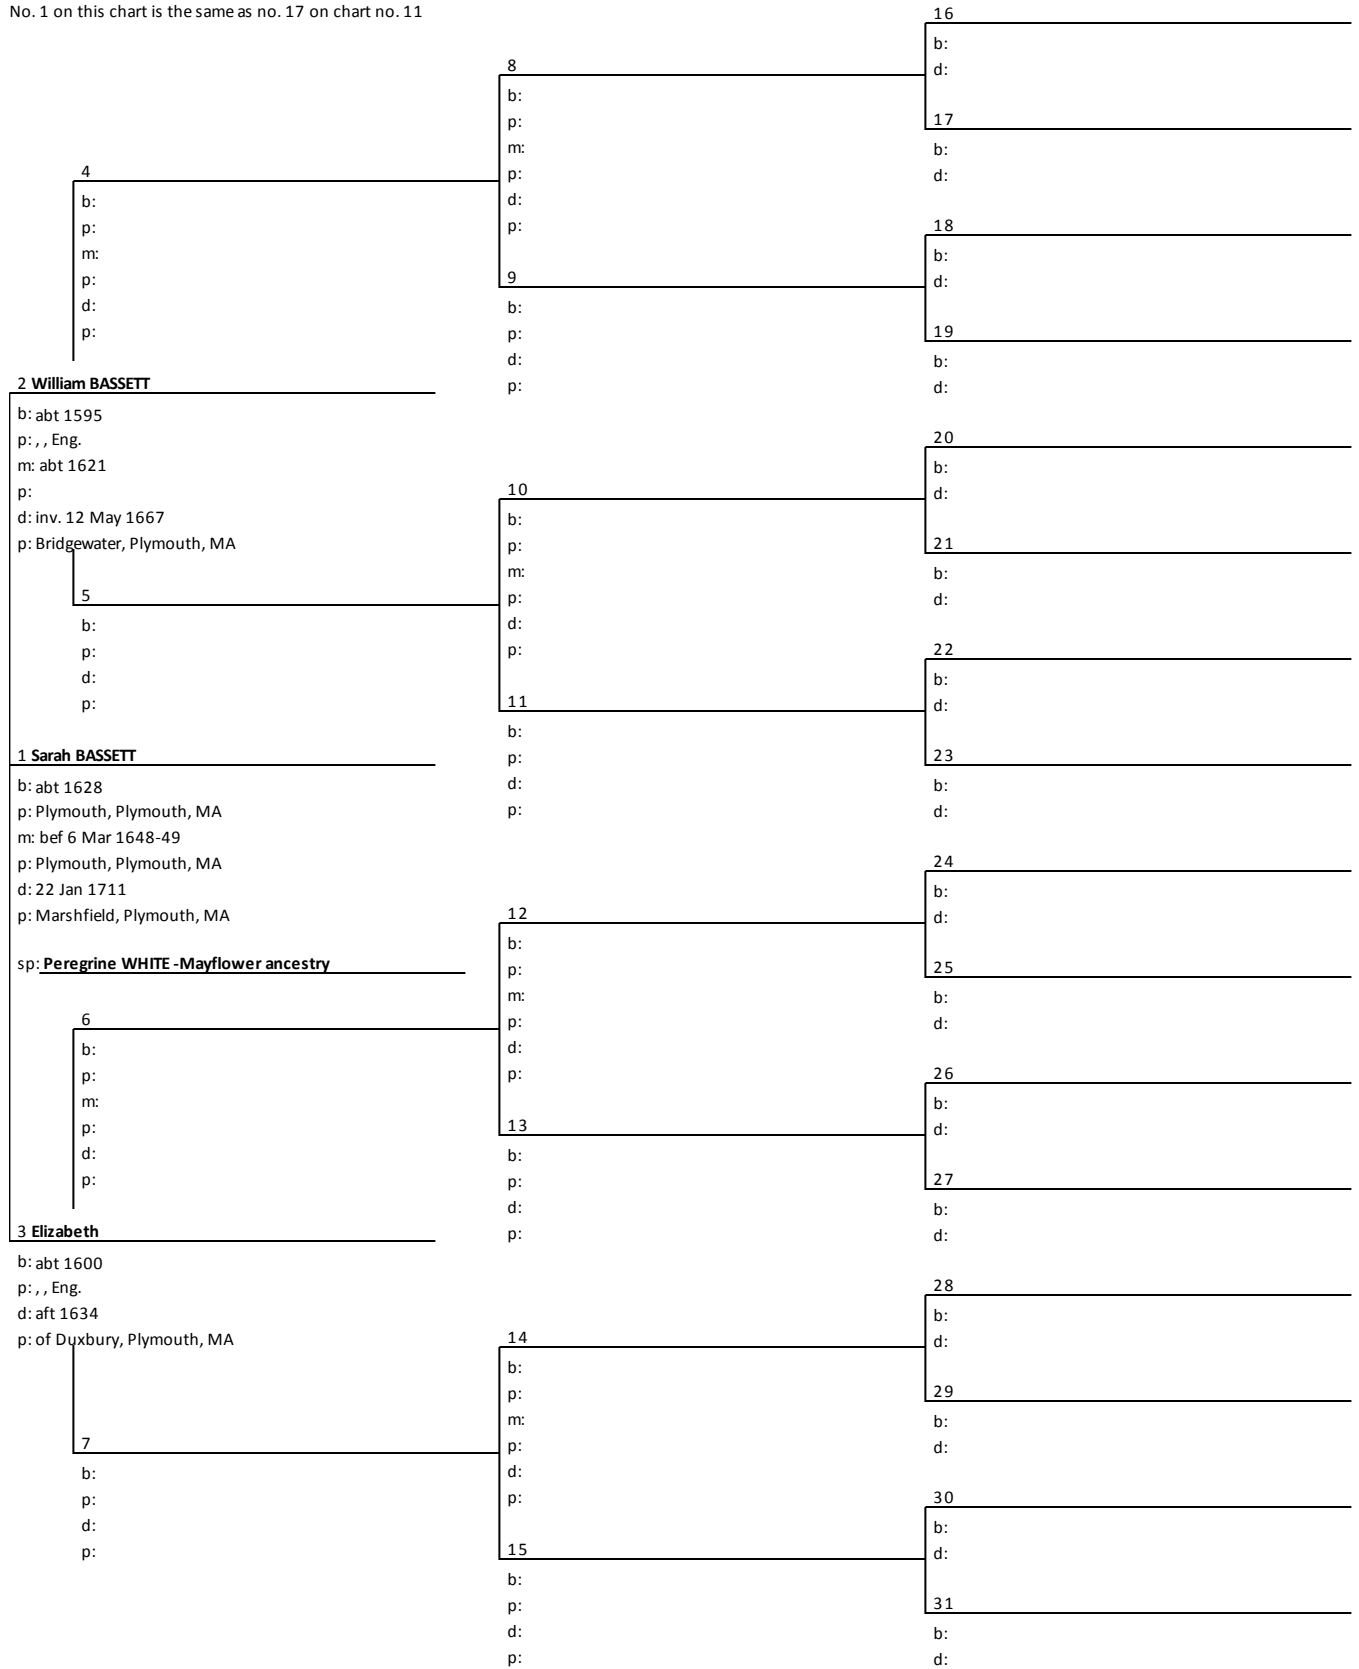 No. 1 on this chart is the same as no. 17 on chart no. 11
4
b:
p:
m:
p:
d:
p:
2 William BASSETT
b: abt 1595
p: , , Eng.
m: abt 1621
p:
d: inv. 12 May 1667
p: Bridgewater, Plymouth, MA
5
b:
p:
d:
p:
1 Sarah BASSETT
b: abt 1628
p: Plymouth, Plymouth, MA
m: bef 6 Mar 1648-49
p: Plymouth, Plymouth, MA
d: 22 Jan 1711
p: Marshfield, Plymouth, MA
sp: Peregrine WHITE -Mayflower ancestry
6
b:
p:
m:
p:
d:
p:
3 Elizabeth
b: abt 1600
p: , , Eng.
d: aft 1634
p: of Duxbury, Plymouth, MA
7
b:
p:
d:
p:
8
b:
p:
m:
p:
d:
p:
9
b:
p:
d:
p:
10
b:
p:
m:
p:
d:
p:
11
b:
p:
d:
p:
12
b:
p:
m:
p:
d:
p:
13
b:
p:
d:
p:
14
b:
p:
m:
p:
d:
p:
15
b:
p:
d:
p:
16
b:
d:
17
b:
d:
18
b:
d:
19
b:
d:
20
b:
d:
21
b:
d:
22
b:
d:
23
b:
d:
24
b:
d:
25
b:
d:
26
b:
d:
27
b:
d:
28
b:
d:
29
b:
d:
30
b:
d:
31
b:
d: